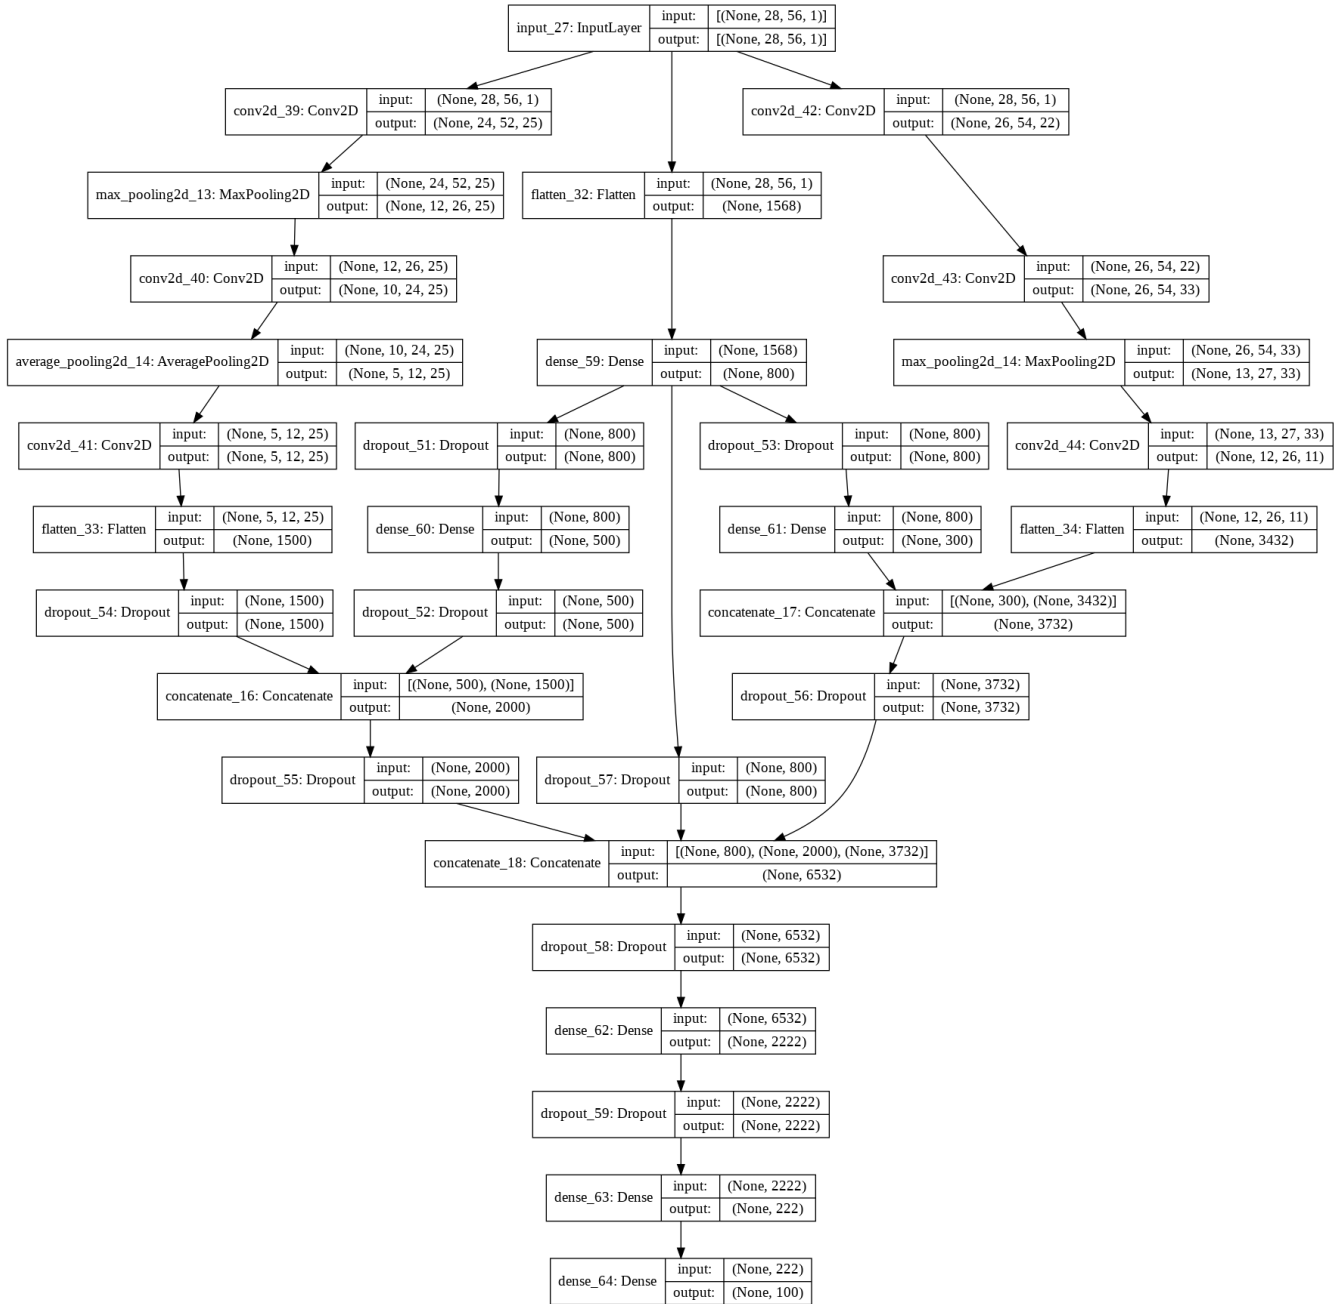 input_27: InputLayer
input: [(None, 28, 56, 1)]
output: [(None, 28, 56, 1)]
conv2d_39: Conv2D
input: (None, 28, 56, 1)
output: (None, 24, 52, 25)
conv2d_42: Conv2D
input: (None, 28, 56, 1)
output: (None, 26, 54, 22)
max_pooling2d_13: MaxPooling2D
input: (None, 24, 52, 25)
output: (None, 12, 26, 25)
flatten_32: Flatten
input: (None, 28, 56, 1)
output: (None, 1568)
conv2d_40: Conv2D
input: (None, 12, 26, 25)
output: (None, 10, 24, 25)
conv2d_43: Conv2D
input: (None, 26, 54, 22)
output: (None, 26, 54, 33)
average_pooling2d_14: AveragePooling2D
input: (None, 10, 24, 25)
output: (None, 5, 12, 25)
dense_59: Dense
input: (None, 1568)
output: (None, 800)
max_pooling2d_14: MaxPooling2D
input: (None, 26, 54, 33)
output: (None, 13, 27, 33)
conv2d_41: Conv2D
input: (None, 5, 12, 25)
output: (None, 5, 12, 25)
dropout_51: Dropout
input: (None, 800)
output: (None, 800)
dropout_53: Dropout
input: (None, 800)
output: (None, 800)
conv2d_44: Conv2D
input: (None, 13, 27, 33)
output: (None, 12, 26, 11)
flatten_33: Flatten
input: (None, 5, 12, 25)
output: (None, 1500)
dense_60: Dense
input: (None, 800)
output: (None, 500)
dense_61: Dense
input: (None, 800)
output: (None, 300)
flatten_34: Flatten
input: (None, 12, 26, 11)
output: (None, 3432)
dropout_54: Dropout
input: (None, 1500)
output: (None, 1500)
dropout_52: Dropout
input: (None, 500)
output: (None, 500)
concatenate_17: Concatenate
input: [(None, 300), (None, 3432)]
output: (None, 3732)
concatenate_16: Concatenate
input: [(None, 500), (None, 1500)]
output: (None, 2000)
dropout_56: Dropout
input: (None, 3732)
output: (None, 3732)
dropout_55: Dropout
input: (None, 2000)
output: (None, 2000)
dropout_57: Dropout
input: (None, 800)
output: (None, 800)
concatenate_18: Concatenate
input: [(None, 800), (None, 2000), (None, 3732)]
output: (None, 6532)
dropout_58: Dropout
input: (None, 6532)
output: (None, 6532)
dense_62: Dense
input: (None, 6532)
output: (None, 2222)
dropout_59: Dropout
input: (None, 2222)
output: (None, 2222)
dense_63: Dense
input: (None, 2222)
output: (None, 222)
dense_64: Dense
input: (None, 222)
output: (None, 100)